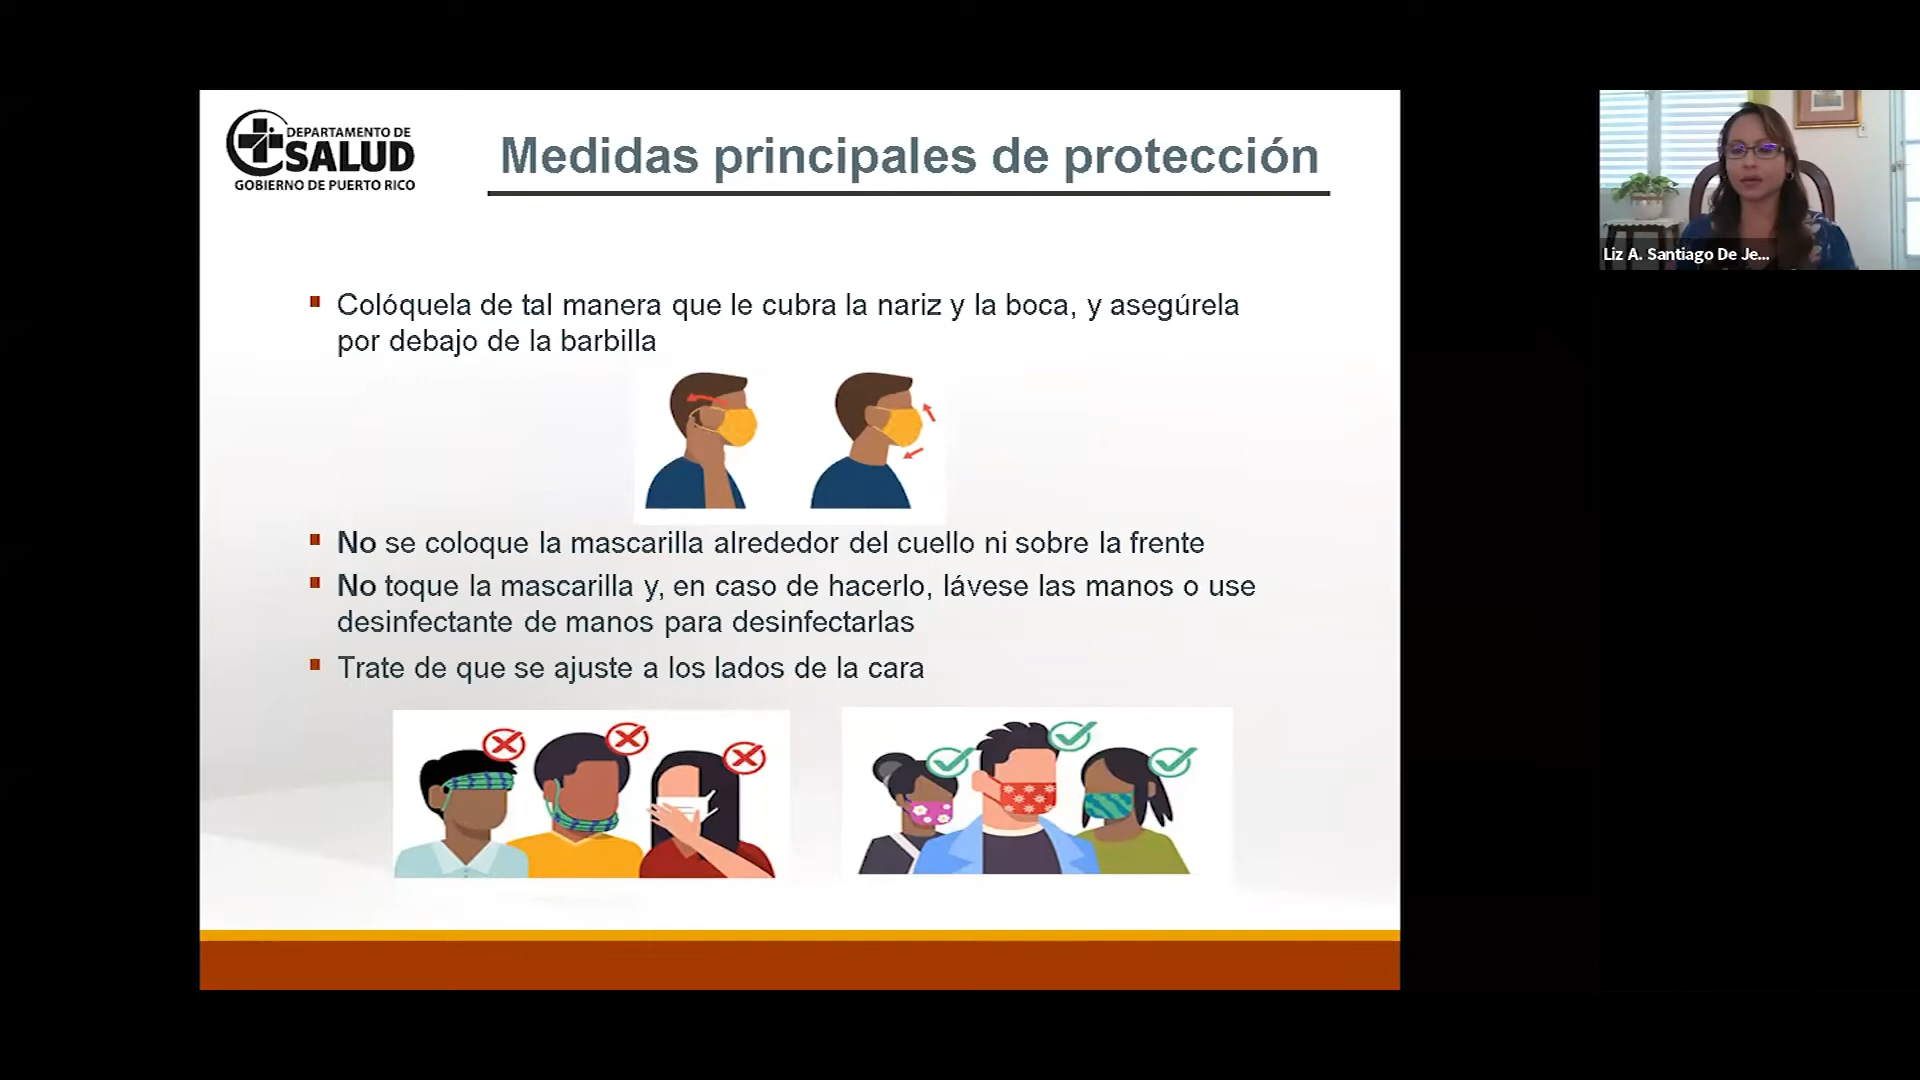 DEPARTAMENTO DE
SALUD
GOBIERNO DE PUERTO RICO
Medidas principales de protección
Colóquela de tal manera que le cubra la nariz y la boca, y asegúrela
por debajo de la barbilla
No se coloque la mascarilla alrededor del cuello ni sobre la frente
No toque la mascarilla y, en caso de hacerlo, lávese las manos o use
desinfectante de manos para desinfectarlas
Trate de que se ajuste a los lados de la cara
Liz A. Santiago De Je...